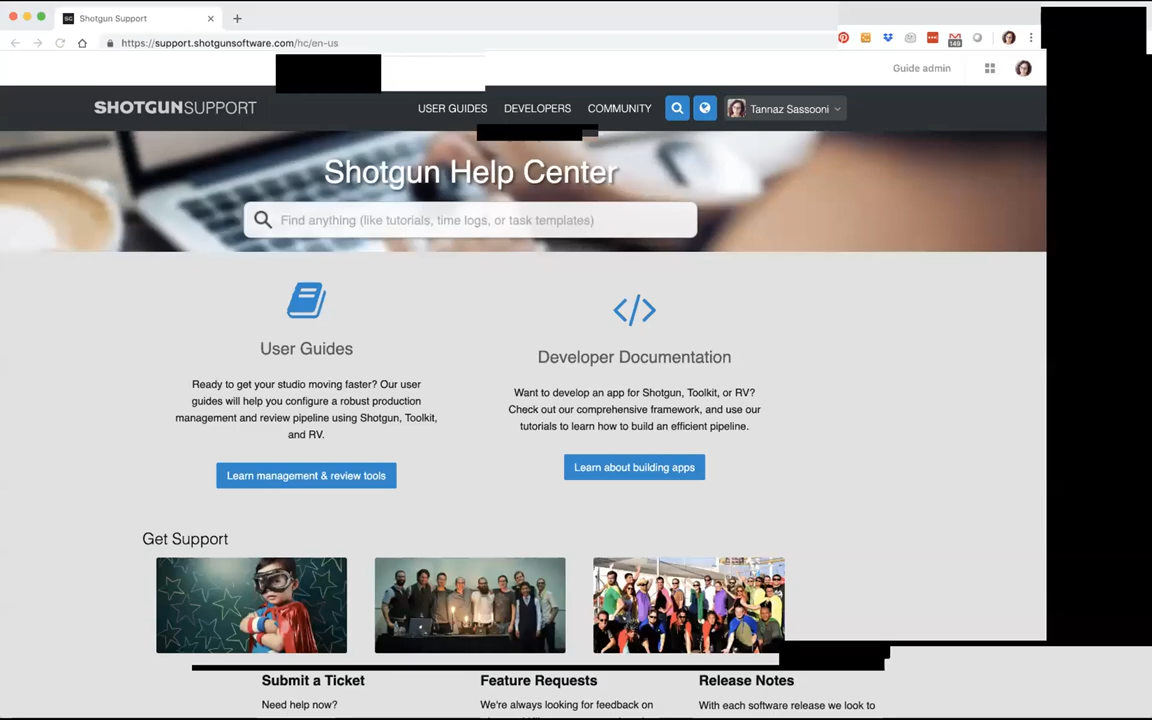 Shotgun Support
https://support.shotgunsoftware.com/hc/en-us
149
Guide admin
SHOTGUNSUPPORT
USER GUIDES DEVELOPERS COMMUNITY Tannaz Sassooni
Shotgun Help Center
Find anything (like tutorials, time logs, or task templates)
User Guides
Ready to get your studio moving faster? Our user
guides will help you configure a robust production
management and review pipeline using Shotgun, Toolkit,
and RV.
Learn management & review tools
Developer Documentation
Want to develop an app for Shotgun, Toolkit, or RV?
Check out our comprehensive framework, and use our
tutorials to learn how to build an efficient pipeline.
Learn about building apps
Get Support
Submit a Ticket
Need help now?
Feature Requests
We're always looking for feedback on
Release Notes
With each software release we look to